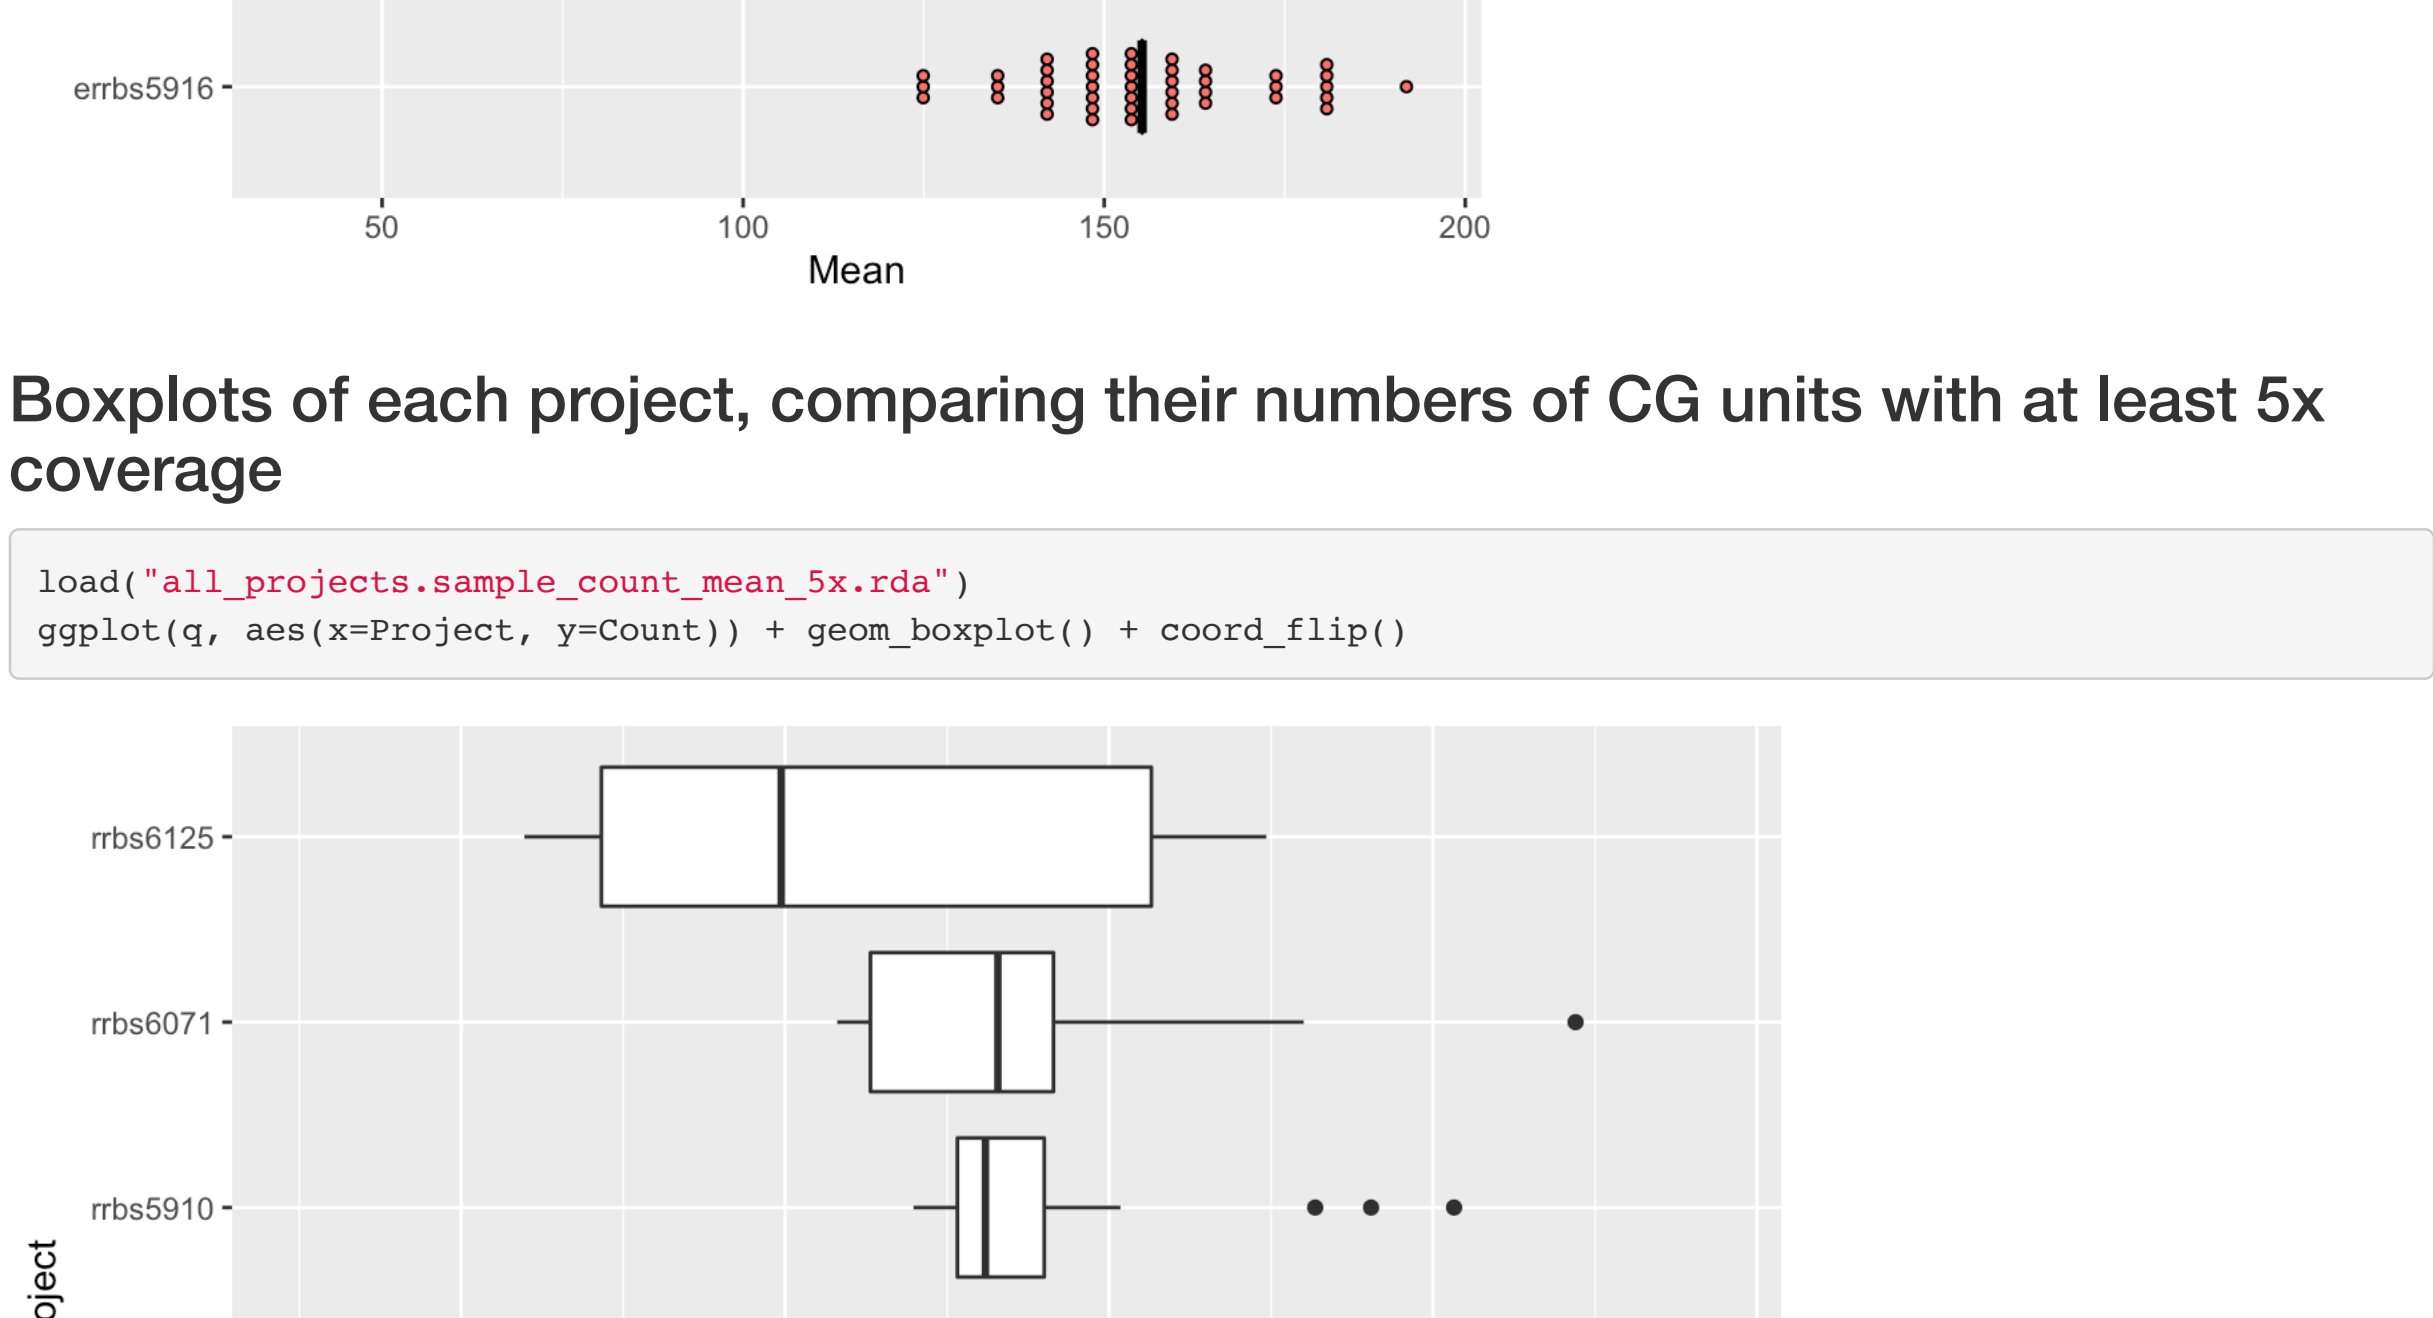 errbs5916
50 100 150 200
Mean
Boxplots of each project, comparing their numbers of CG units with at least 5x
coverage
load("all_projects.sample_count_mean_5x.rda")
ggplot(q, aes(x=Project, y=Count)) + geom_boxplot() + coord_flip()
rrbs6125
rrbs6071
rrbs5910
oject